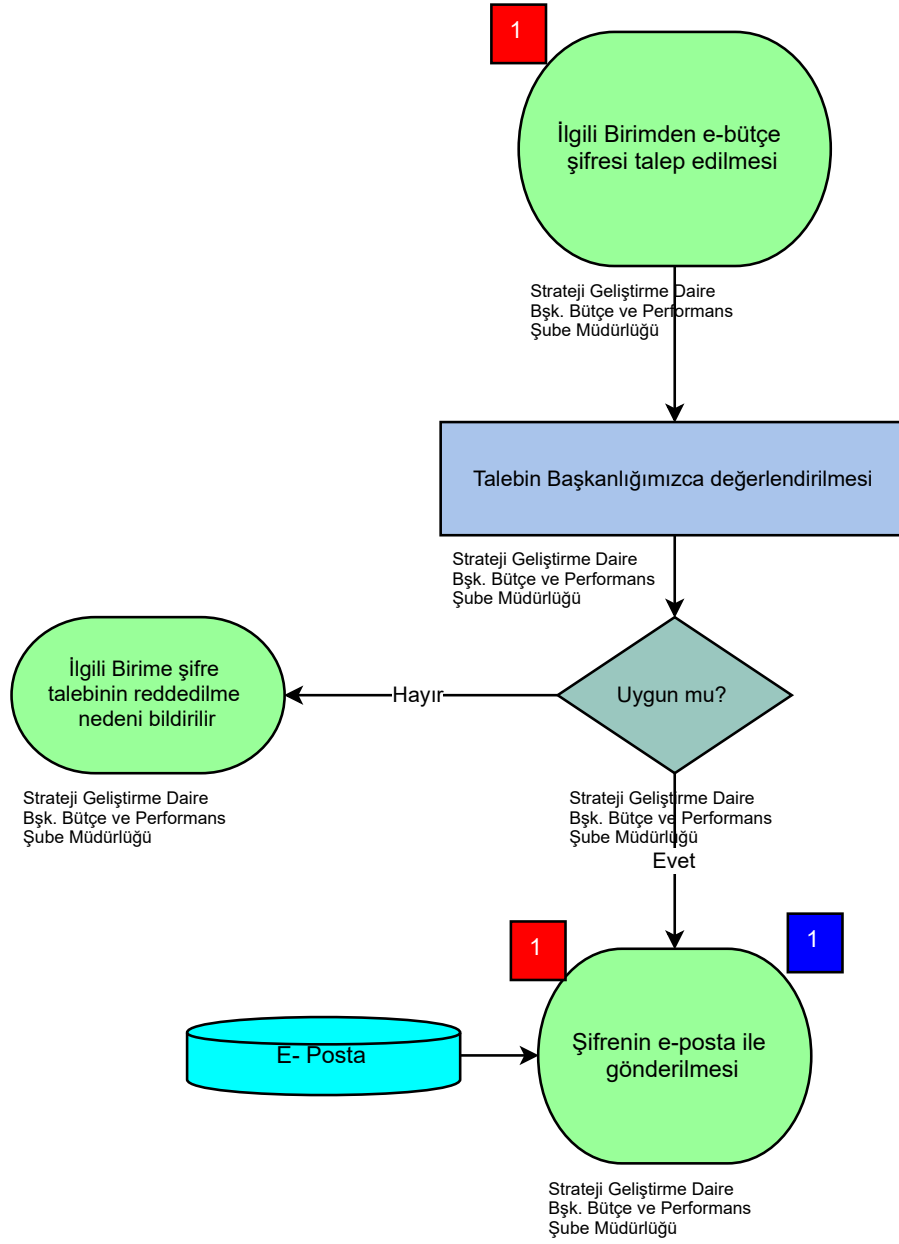 1
İlgili Birimden e-bütçe
şifresi talep edilmesi
Strateji Geliştirme Daire
Bşk. Bütçe ve Performans
Şube Müdürlüğü
Talebin Başkanlığımızca değerlendirilmesi
Strateji Geliştirme Daire
Bşk. Bütçe ve Performans
Şube Müdürlüğü
Uygun mu?
Hayır
İlgili Birime şifre
talebinin reddedilme
nedeni bildirilir
Strateji Geliştirme Daire
Bşk. Bütçe ve Performans
Şube Müdürlüğü
Strateji Geliştirme Daire
Bşk. Bütçe ve Performans
Şube Müdürlüğü
Evet
1
1
E- Posta
Şifrenin e-posta ile
gönderilmesi
Strateji Geliştirme Daire
Bşk. Bütçe ve Performans
Şube Müdürlüğü